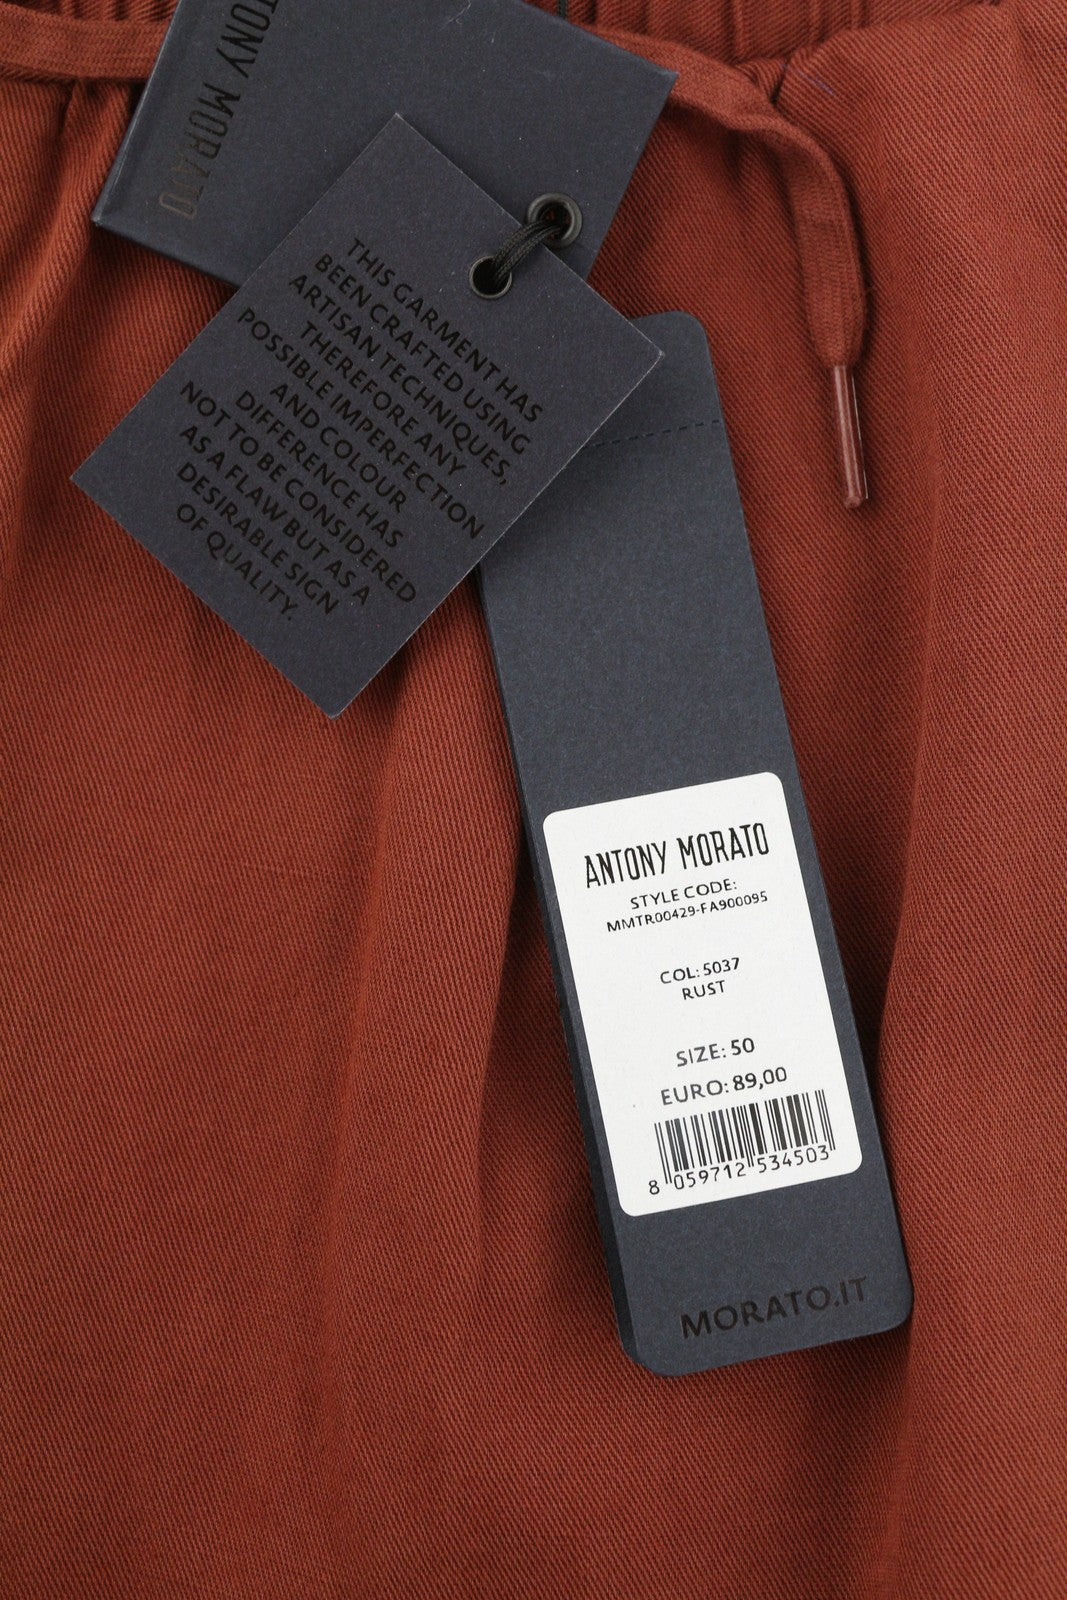 TONY MORATO
THIS GARMENT HAS
BEEN CRAFTED USING
ARTISAN TECHNIQUES,
THEREFORE ANY
POSSIBLE IMPERFECTION
AND COLOUR
DIFFERENCE HAS
NOT TO BE CONSIDERED
AS A FLAW BUT AS A
DESIRABLE SIGN
OF QUALITY.
ANTONY MORATO
STYLE CODE:
MMTR00429-FA900095
COL: 5037
RUST
SIZE: 50
EURO: 89,00
8 059712 534503
MORATO.IT